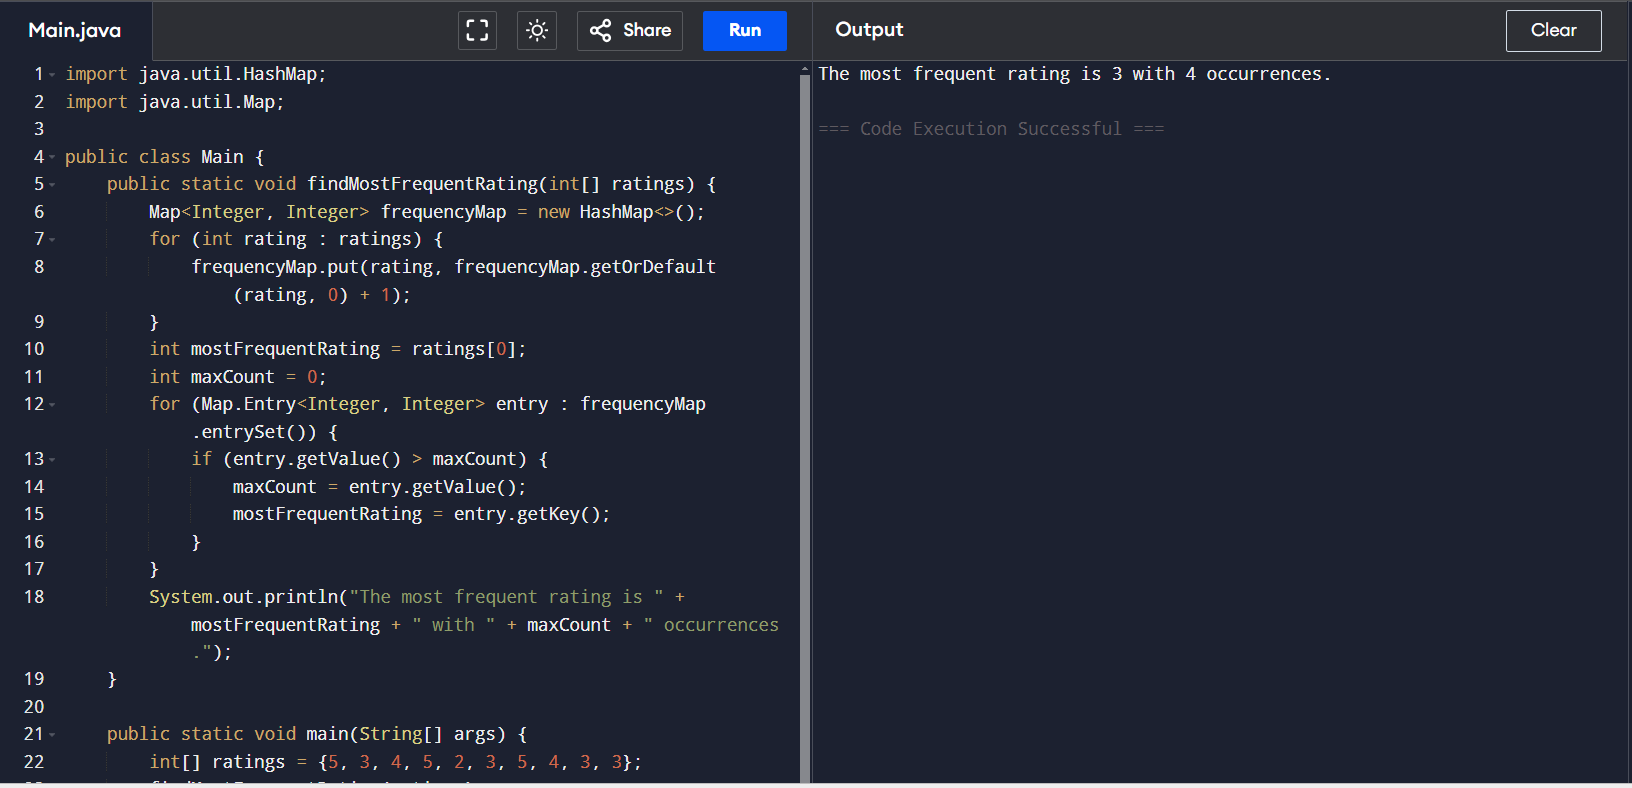 Main.java
Share
Run
Output
Clear
1 import java.util.HashMap;
2 import java.util.Map;
3
4 public class Main {
5 public static void findMostFrequentRating(int[] ratings) {
6 Map<Integer, Integer> frequencyMap = new HashMap<>();
7 for (int rating : ratings) {
8 frequencyMap.put(rating, frequencyMap.getOrDefault
(rating, 0) + 1);
9 }
10 int mostFrequentRating = ratings[0];
11 int maxCount = 0;
12 for (Map.Entry<Integer, Integer> entry : frequencyMap
.entrySet()) {
13 if (entry.getValue() > maxCount) {
14 maxCount = entry.getValue();
15 mostFrequentRating = entry.getKey();
16 }
17 }
18 System.out.println("The most frequent rating is " +
mostFrequentRating + " with " + maxCount + " occurrences
.");
19 }
20
21 public static void main(String[] args) {
22 int[] ratings = {5, 3, 4, 5, 2, 3, 5, 4, 3, 3};
The most frequent rating is 3 with 4 occurrences.
=== Code Execution Successful ===